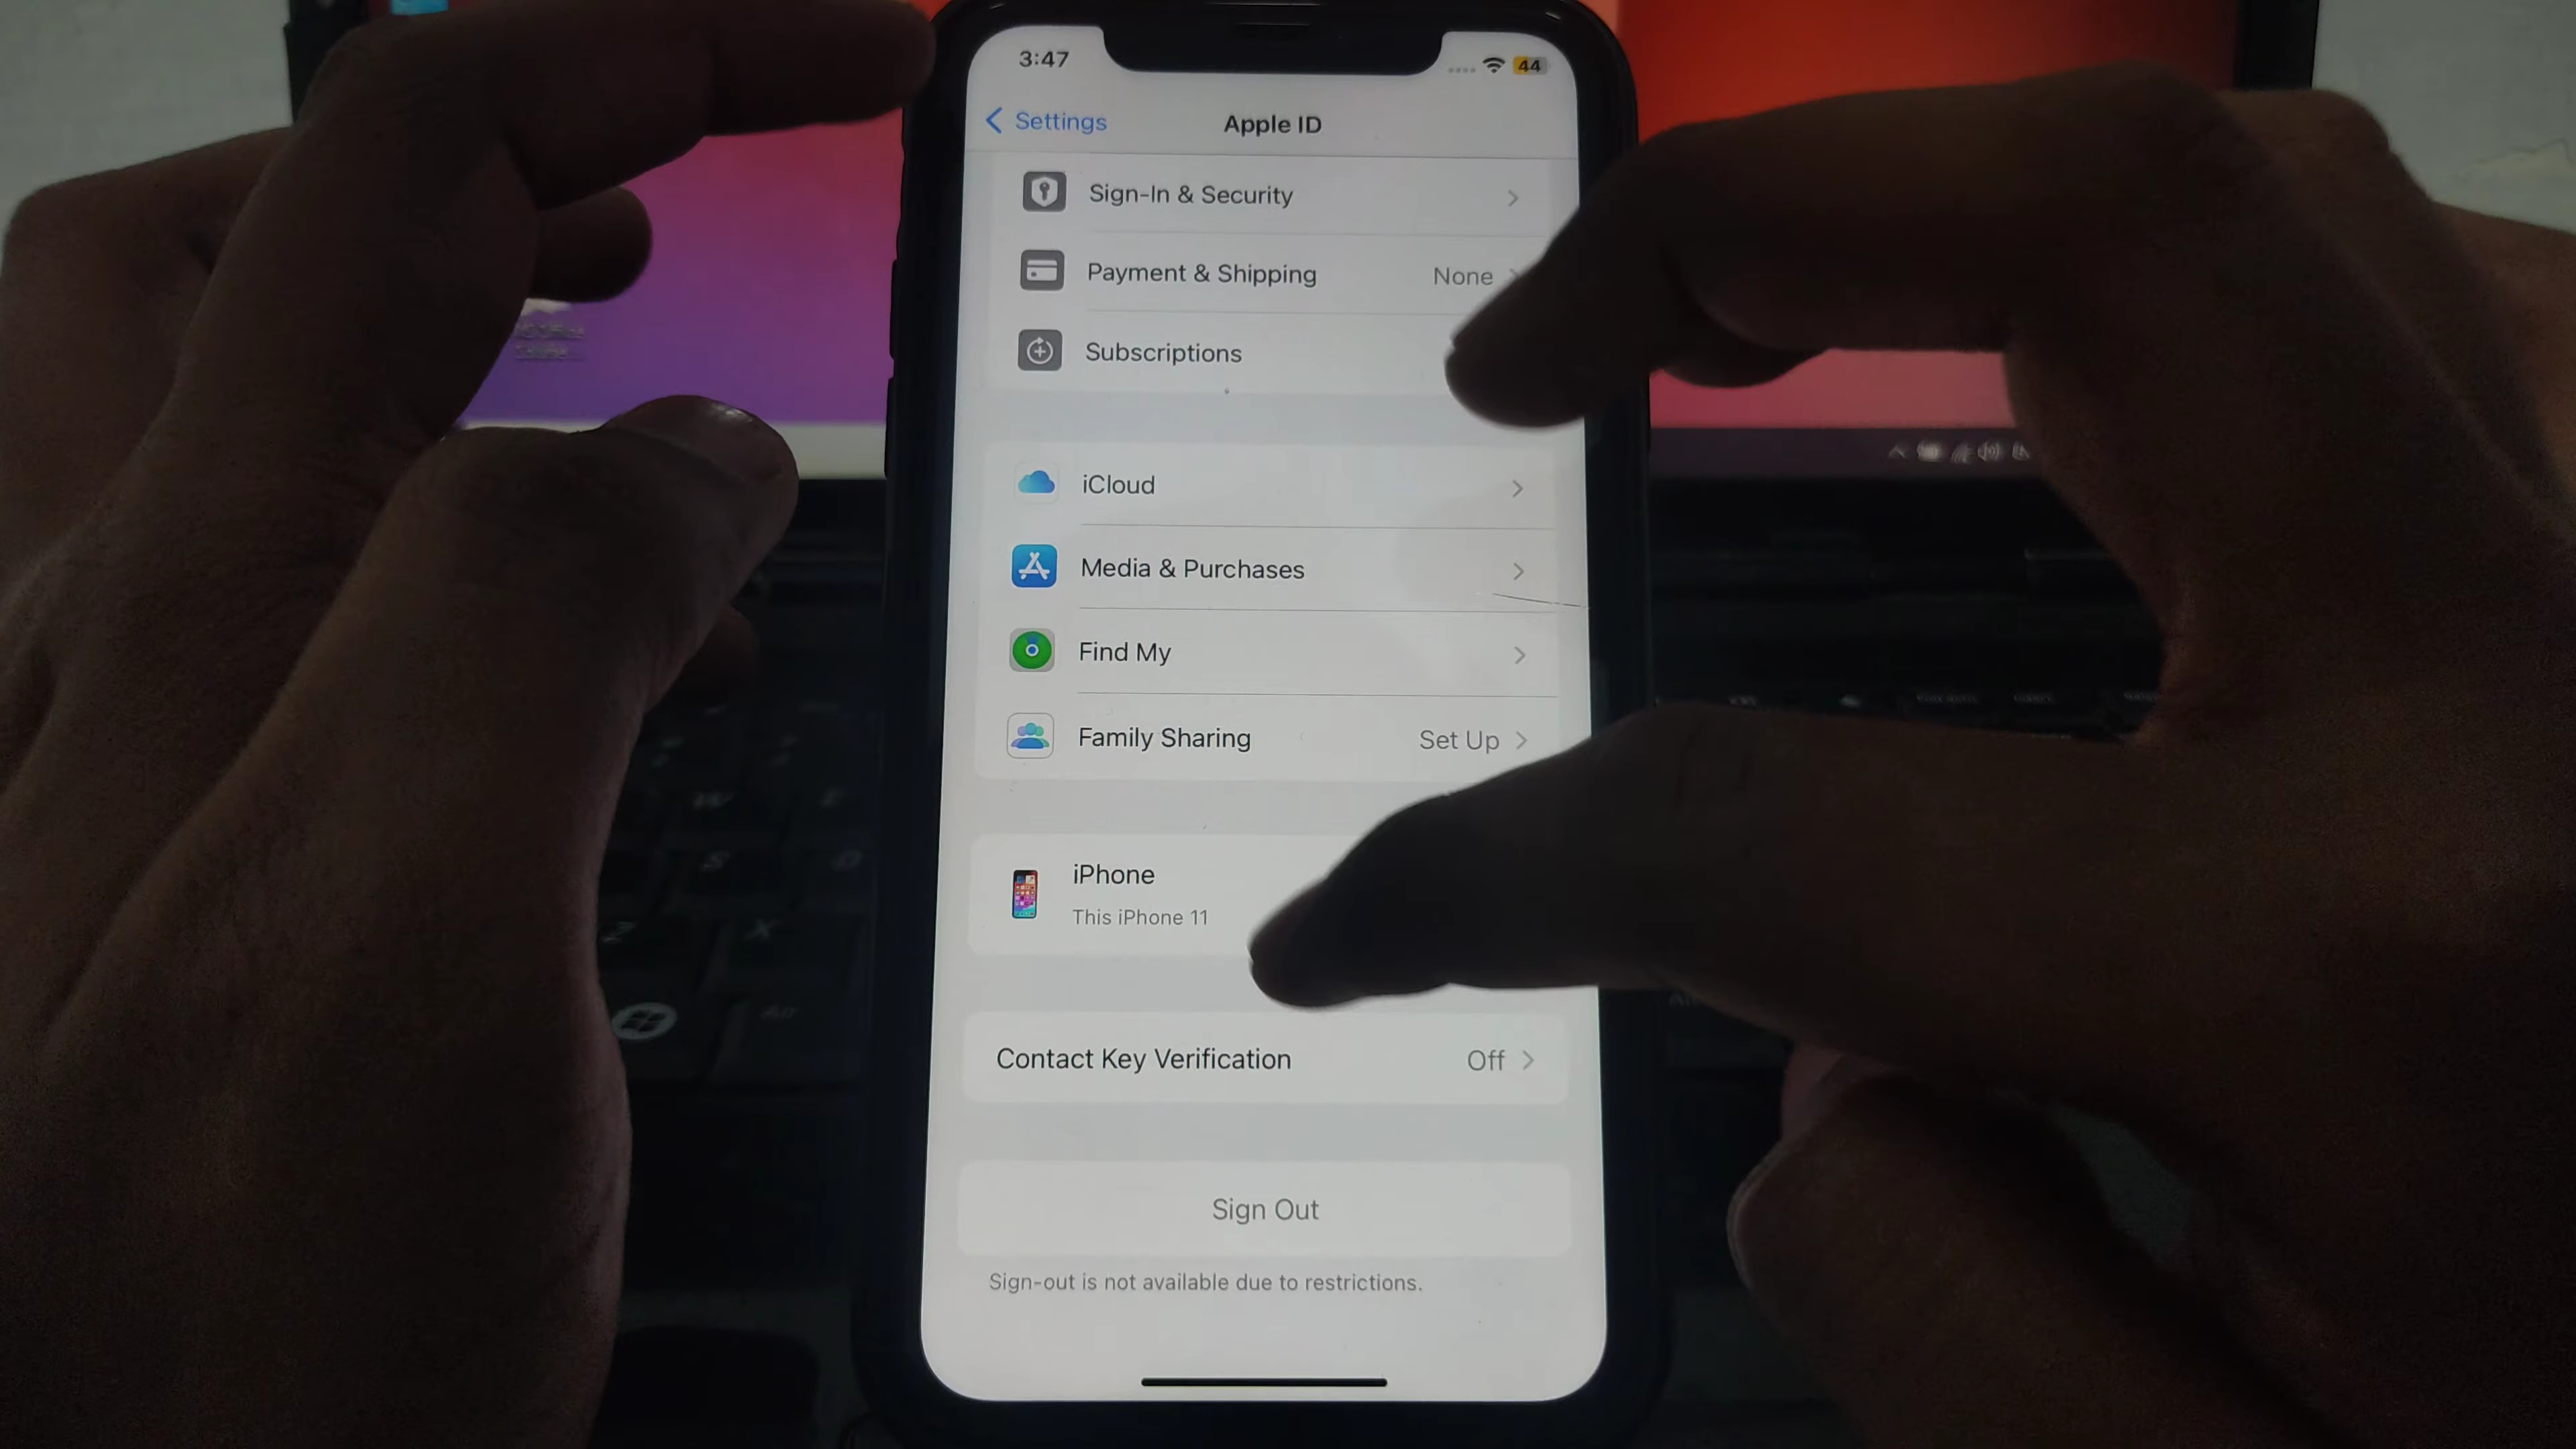 3:47
44
Settings
Apple ID
Sign-In & Security
Payment & Shipping
None
Subscriptions
iCloud
Media & Purchases
Find My
Family Sharing
Set Up
iPhone
This iPhone 11
Contact Key Verification
Off
Sign Out
Sign-out is not available due to restrictions.
W
S
Z
X
Alt